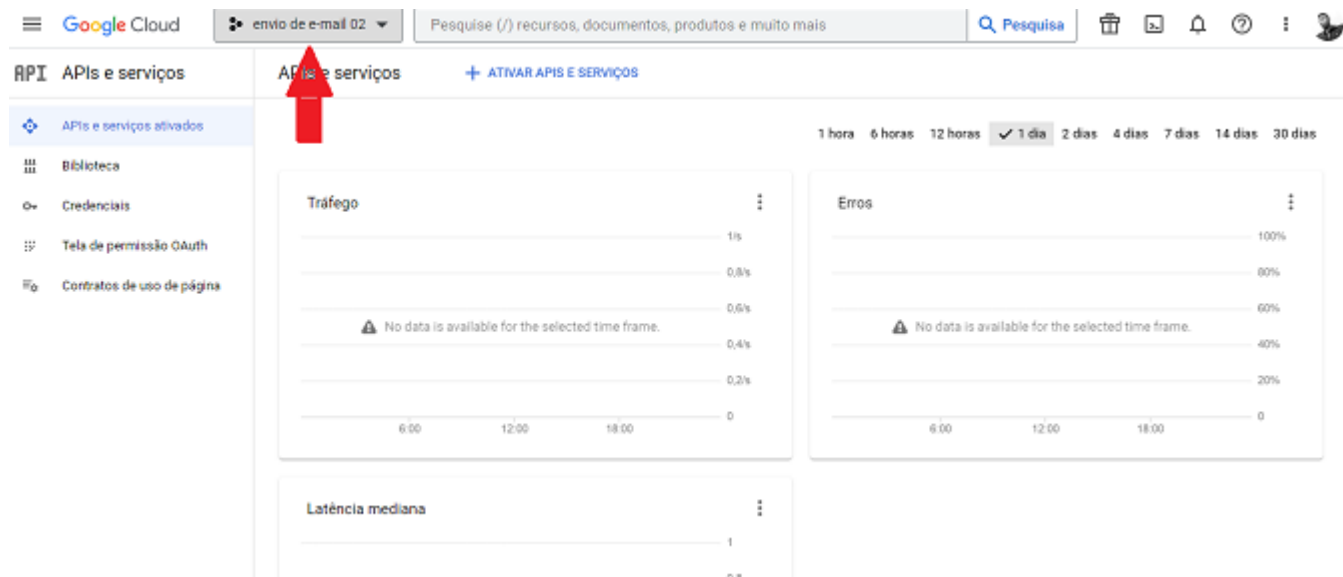 Google Cloud
envio de e-mail 02
Pesquise (/) recursos, documentos, produtos e muito mais
Pesquisa
API APIs e serviços
APIs e serviços
+ ATIVAR APIS E SERVIÇOS
APIs e serviços ativados
Biblioteca
Credenciais
Tela de permissão OAuth
Contratos de uso de página
1 hora 6 horas 12 horas 1 dia 2 dias 4 dias 7 dias 14 dias 30 dias
Tráfego
1/s
0,8/s
0,6/s
No data is available for the selected time frame.
0,4/s
0,2/s
0
6:00 12:00 18:00
Erros
100%
80%
60%
No data is available for the selected time frame.
40%
20%
0
6:00 12:00 18:00
Latência mediana
1